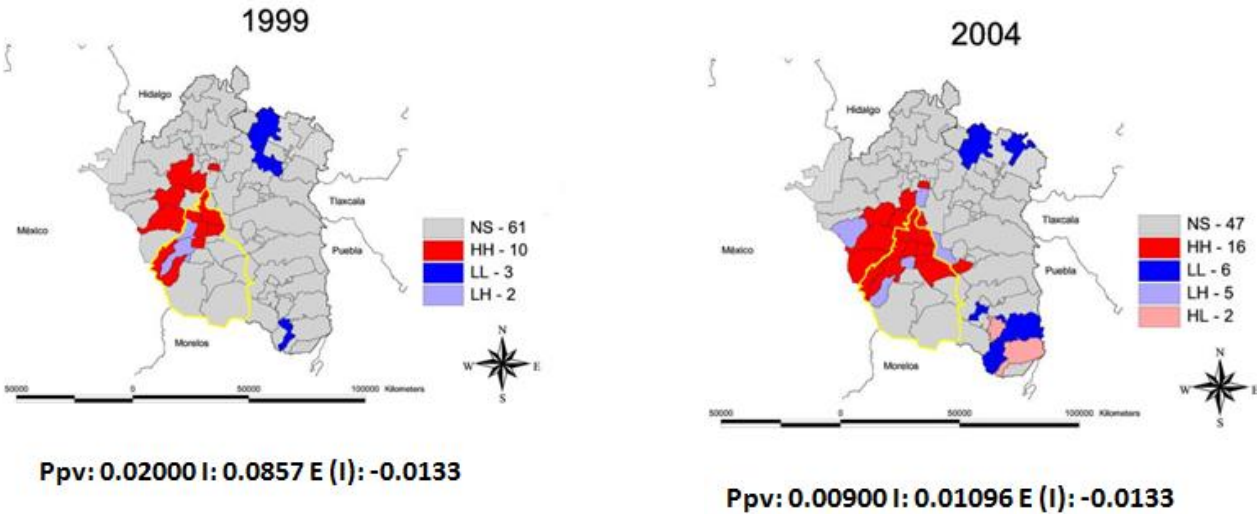 1999
Hidalgo
Tlaxcala
México
Puebla
Morelos
NS - 61
HH - 10
LL - 3
LH - 2
N
W E
S
50000 0 50000 100000 Kilometers
Ppv: 0.02000 I: 0.0857 E (I): -0.0133
2004
Hidalgo
Tlaxcala
México
Puebla
Morelos
NS - 47
HH - 16
LL - 6
LH - 5
HL - 2
N
W E
S
50000 0 50000 100000 Kilometers
Ppv: 0.00900 I: 0.01096 E (I): -0.0133